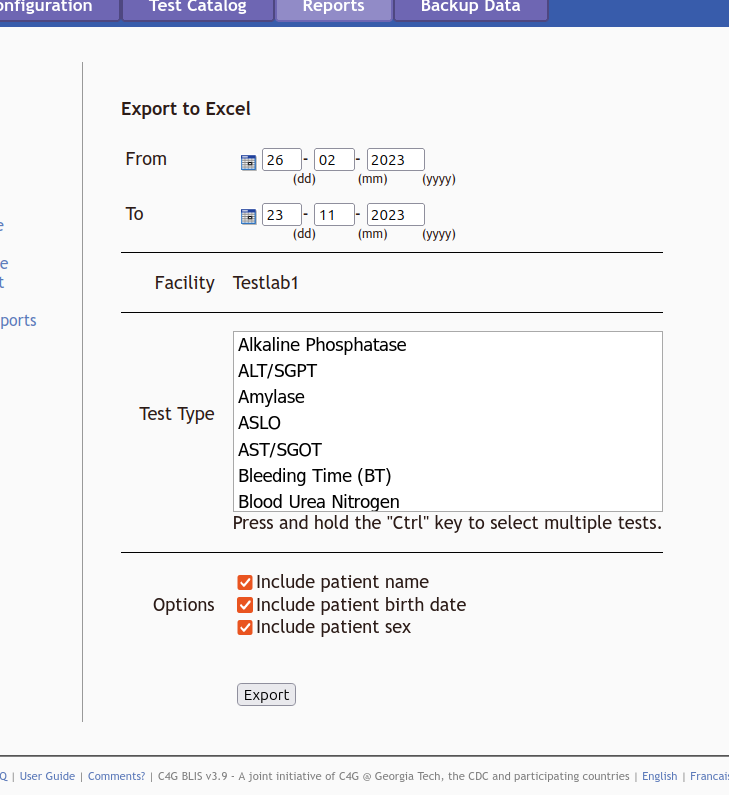 nfiguration Test Catalog Reports Backup Data
Export to Excel
From 26 - 02 - 2023
(dd) (mm) (yyyy)
To 23 - 11 - 2023
(dd) (mm) (yyyy)
e
Facility Testlab1
e
t
ports
Test Type
Alkaline Phosphatase
ALT/SGPT
Amylase
ASLO
AST/SGOT
Bleeding Time (BT)
Blood Urea Nitrogen
Press and hold the "Ctrl" key to select multiple tests.
Options
Include patient name
Include patient birth date
Include patient sex
Export
Q | User Guide | Comments? | C4G BLIS v3.9 - A joint initiative of C4G @ Georgia Tech, the CDC and participating countries | English | Francais